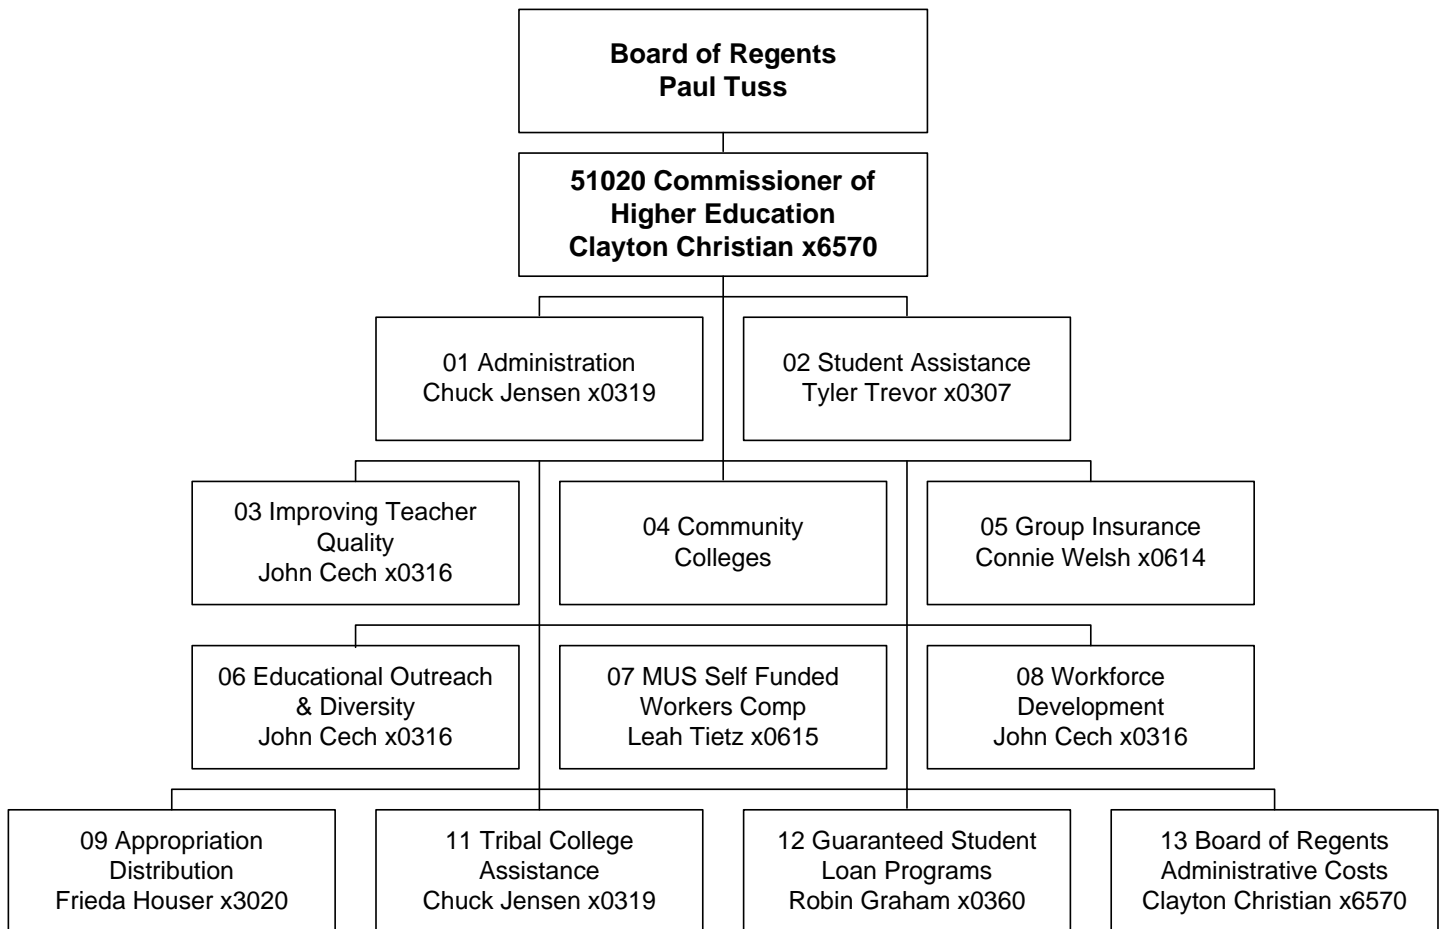 Board of Regents
Paul Tuss
51020 Commissioner of
Higher Education
Clayton Christian x6570
01 Administration
Chuck Jensen x0319
02 Student Assistance
Tyler Trevor x0307
03 Improving Teacher
Quality
John Cech x0316
04 Community
Colleges
05 Group Insurance
Connie Welsh x0614
06 Educational Outreach
& Diversity
John Cech x0316
07 MUS Self Funded
Workers Comp
Leah Tietz x0615
08 Workforce
Development
John Cech x0316
09 Appropriation
Distribution
Frieda Houser x3020
11 Tribal College
Assistance
Chuck Jensen x0319
12 Guaranteed Student
Loan Programs
Robin Graham x0360
13 Board of Regents
Administrative Costs
Clayton Christian x6570